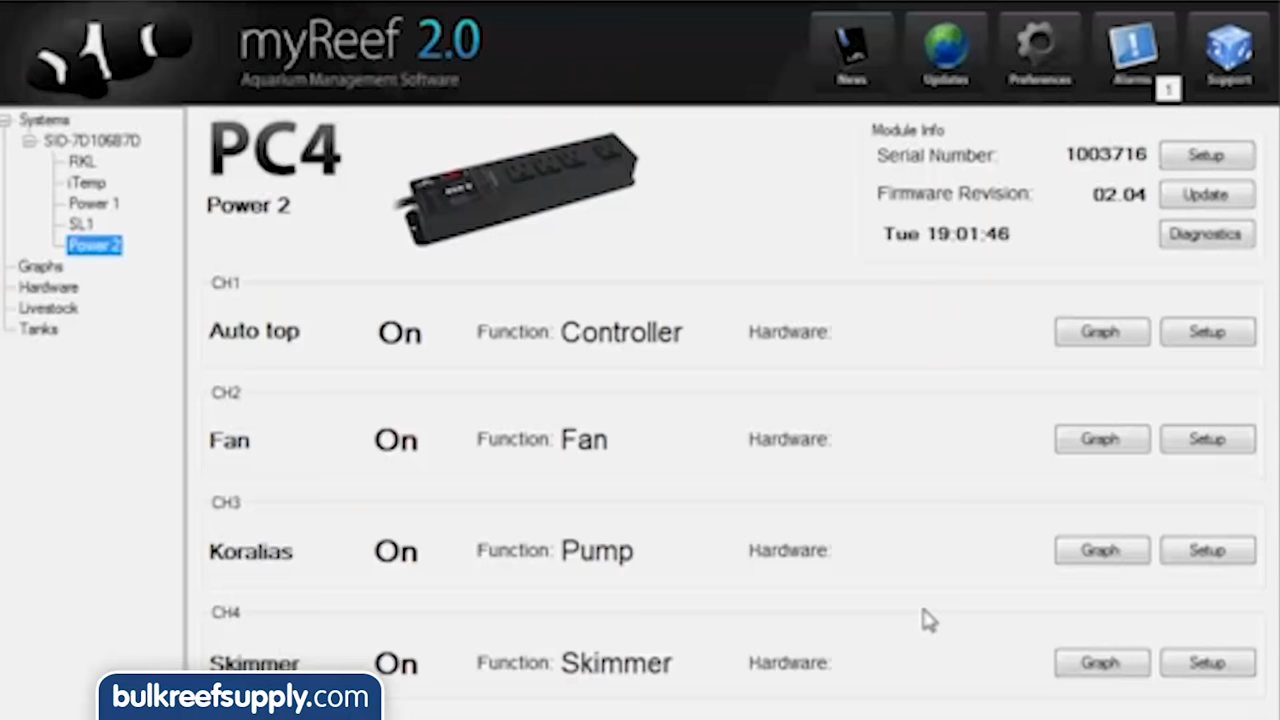 myReef 2.0
Aquarium Management Software
News
Updates
Preferences
Alarms
1
Support
Systems
SID-7D106B7D
RKL
iTemp
Power 1
SL1
Power 2
Graphs
Hardware
Livestock
Tanks
PC4
Power 2
Module Info
Serial Number: 1003716 Setup
Firmware Revision: 02.04 Update
Tue 19:01:46 Diagnostics
CH1
Auto top On Function: Controller Hardware: Graph Setup
CH2
Fan On Function: Fan Hardware: Graph Setup
CH3
Koralias On Function: Pump Hardware: Graph Setup
CH4
Skimmer On Function: Skimmer Hardware: Graph Setup
bulkreefsupply.com